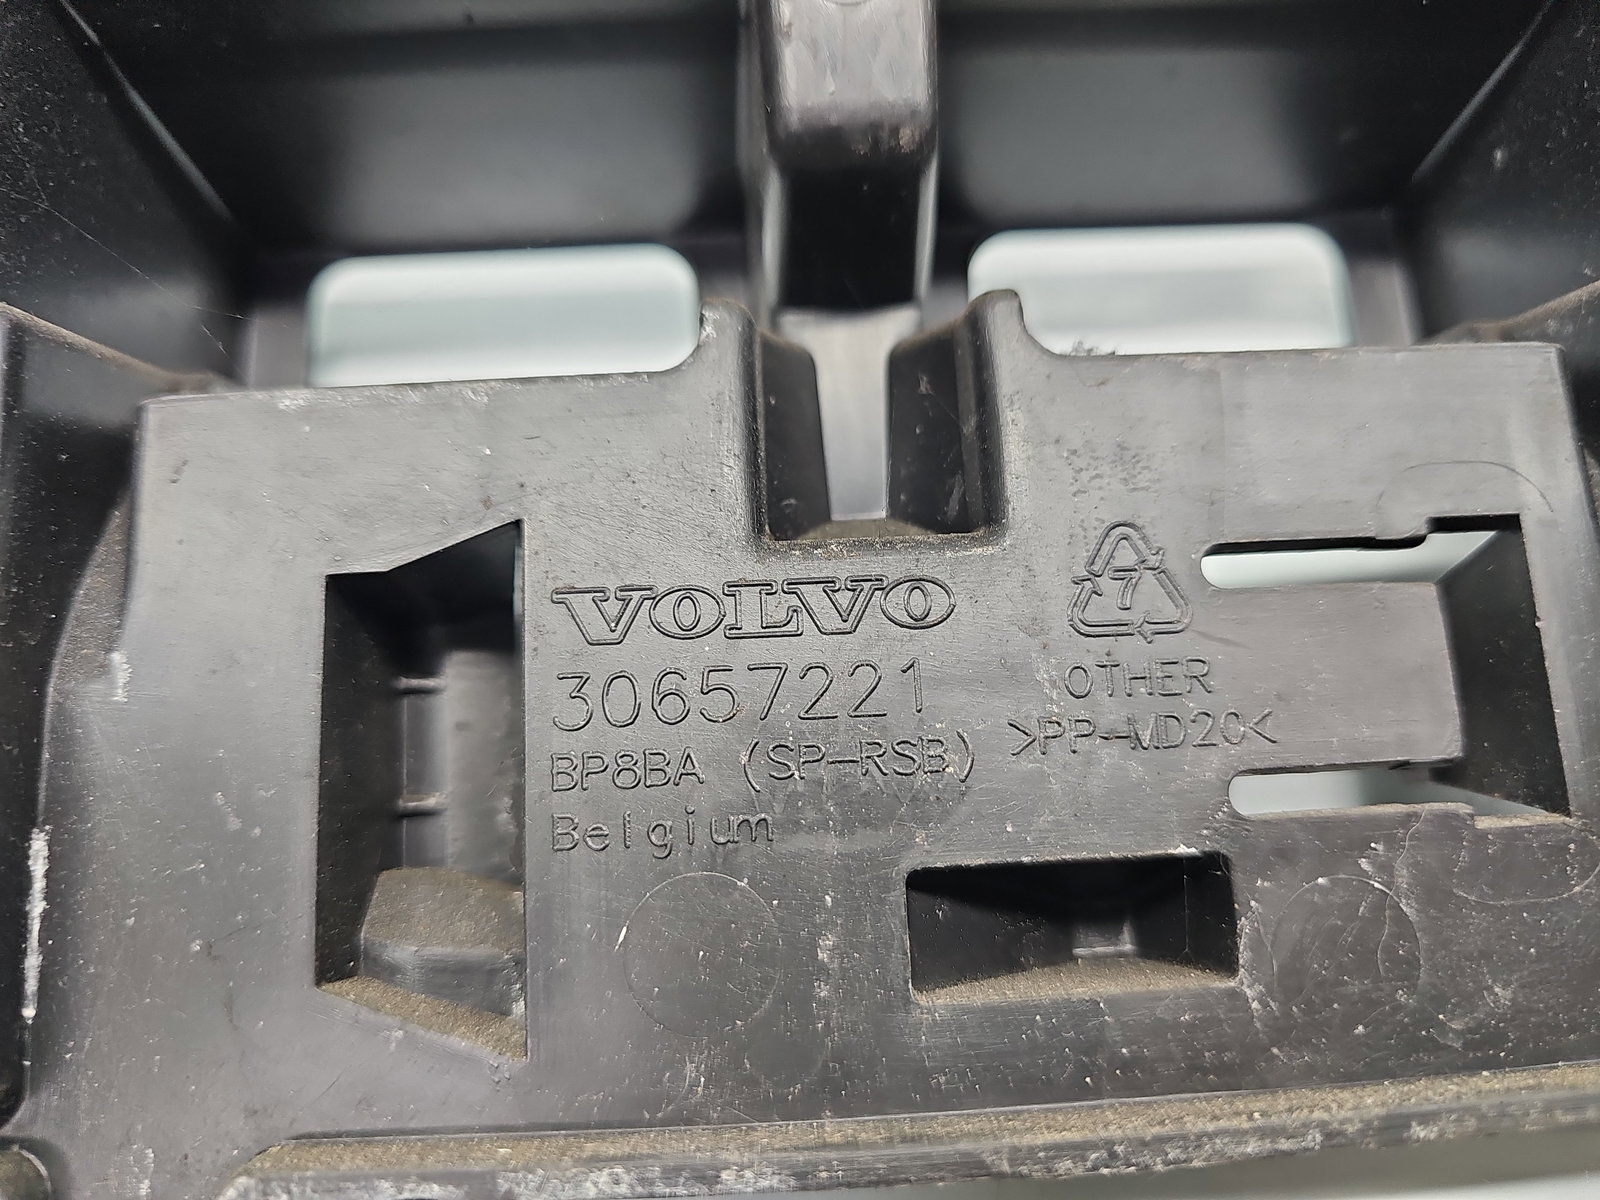 VOLVO
30657221
BP8BA (SP-RSB)
Belgium
7
OTHER
>PP-MD20<